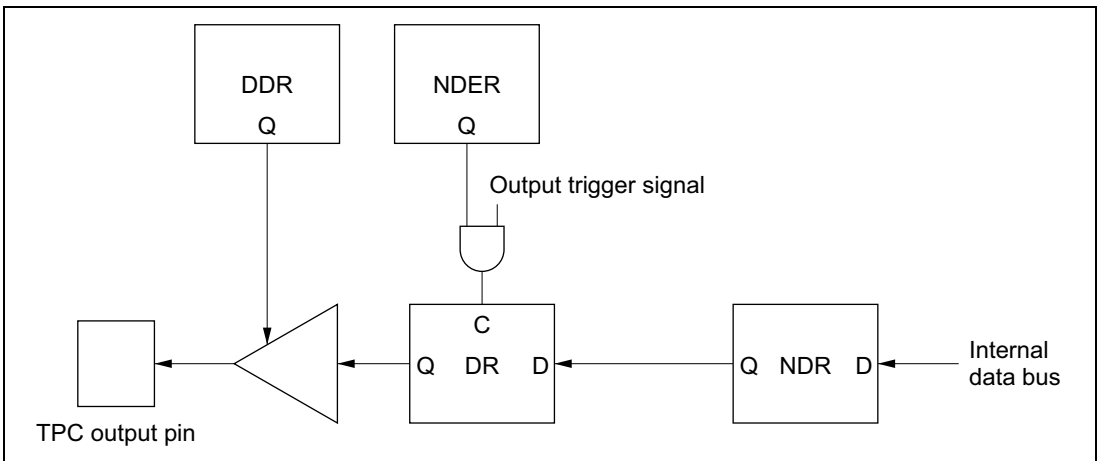 DDR
Q
NDER
Q
Output trigger signal
C
Q DR D
Q NDR D
Internal
data bus
TPC output pin